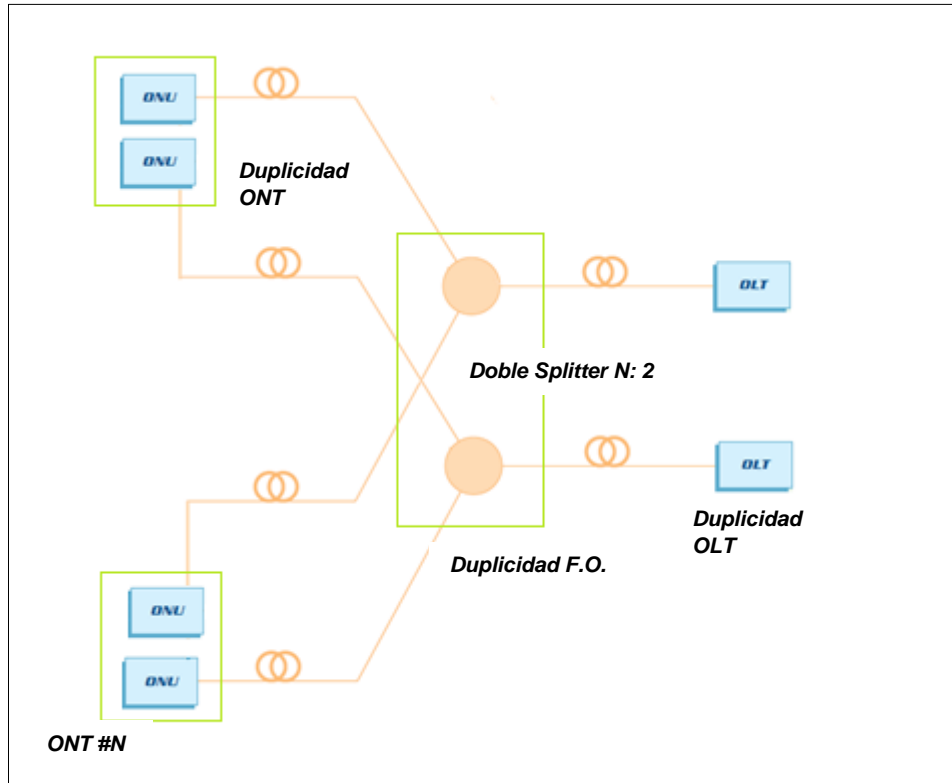 ONU
ONU
Duplicidad
ONT
OLT
Doble Splitter N: 2
OLT
Duplicidad
OLT
Duplicidad F.O.
ONU
ONU
ONT #N